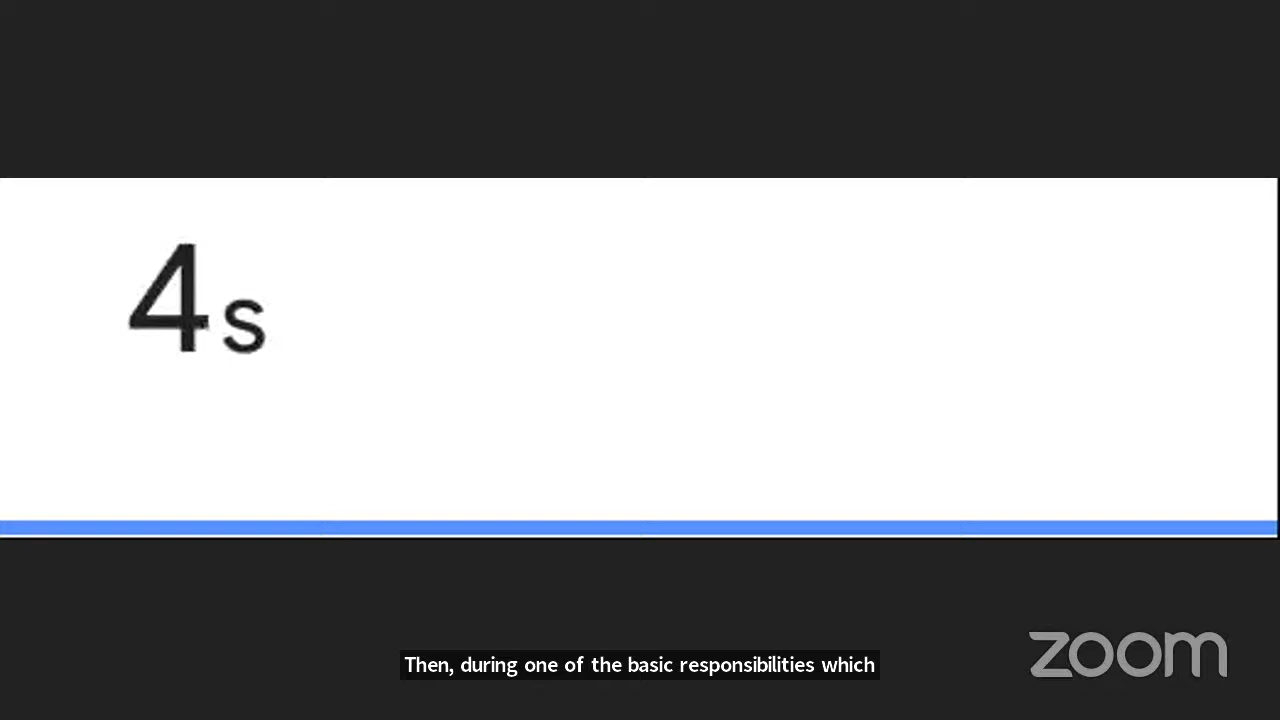 4s
Then, during one of the basic responsibilities which
zoom